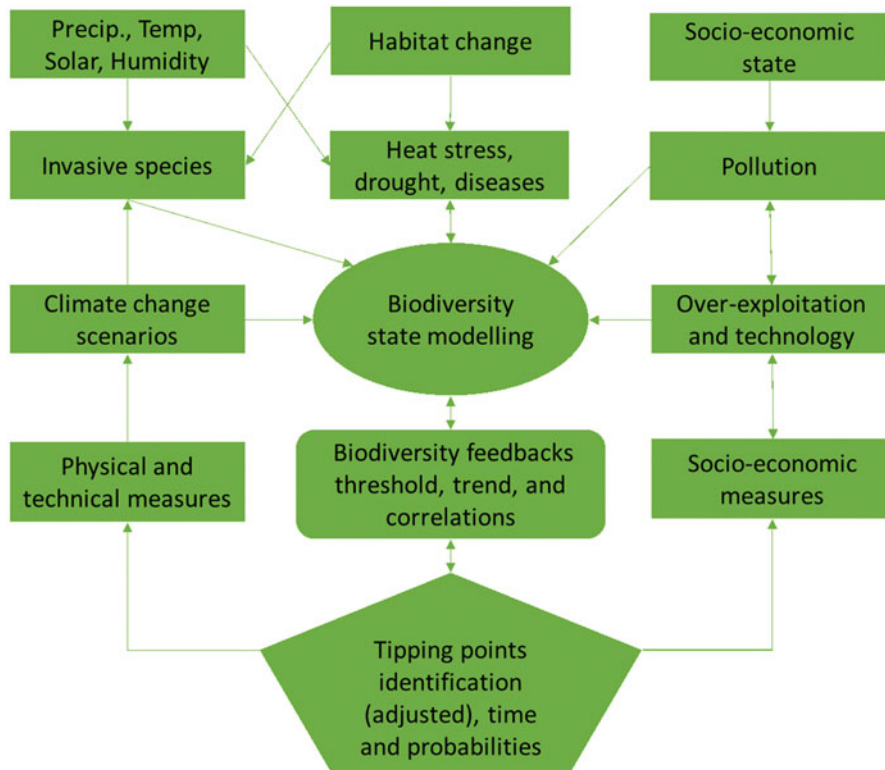 Precip., Temp,
Solar, Humidity
Habitat change
Socio-economic
state
Invasive species
Heat stress,
drought, diseases
Pollution
Climate change
scenarios
Biodiversity
state modelling
Over-exploitation
and technology
Physical and
technical measures
Biodiversity feedbacks
threshold, trend, and
correlations
Socio-economic
measures
Tipping points
identification
(adjusted), time
and probabilities